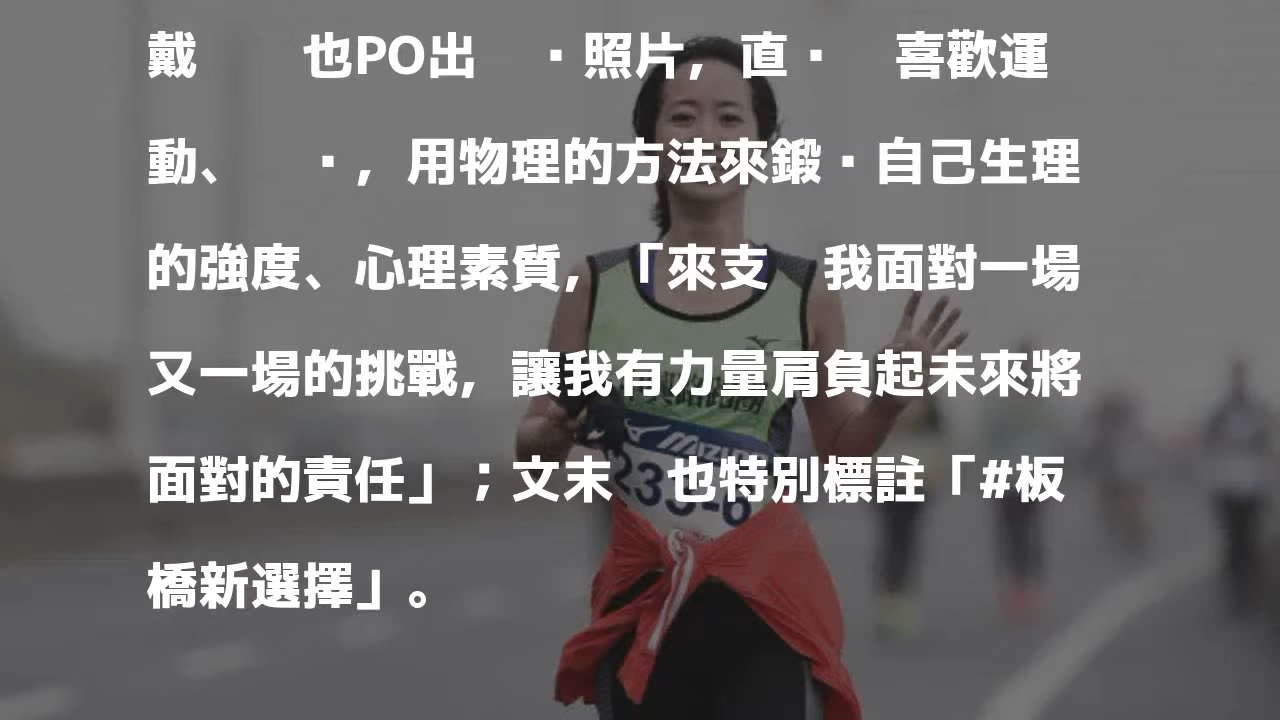 戴　　也PO出　·照片，直·　喜歡運
動、　·，用物理的方法來鍛·自己生理
的強度、心理素質，「來支　我面對一場
又一場的挑戰，讓我有力量肩負起未來將
面對的責任」；文末　也特別標註「#板
橋新選擇」。
MIZUNO